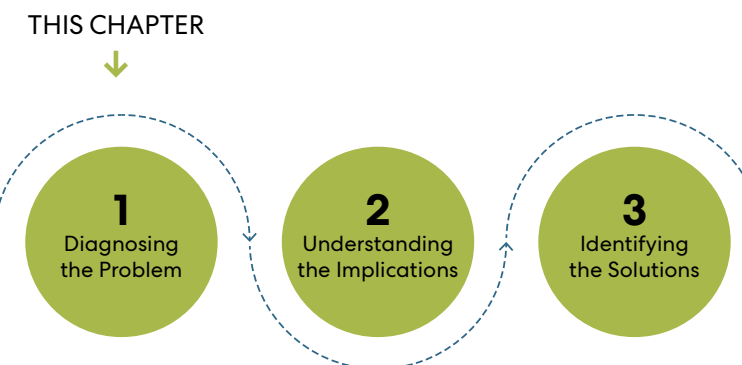 THIS CHAPTER
1
Diagnosing
the Problem
2
Understanding
the Implications
3
Identifying
the Solutions